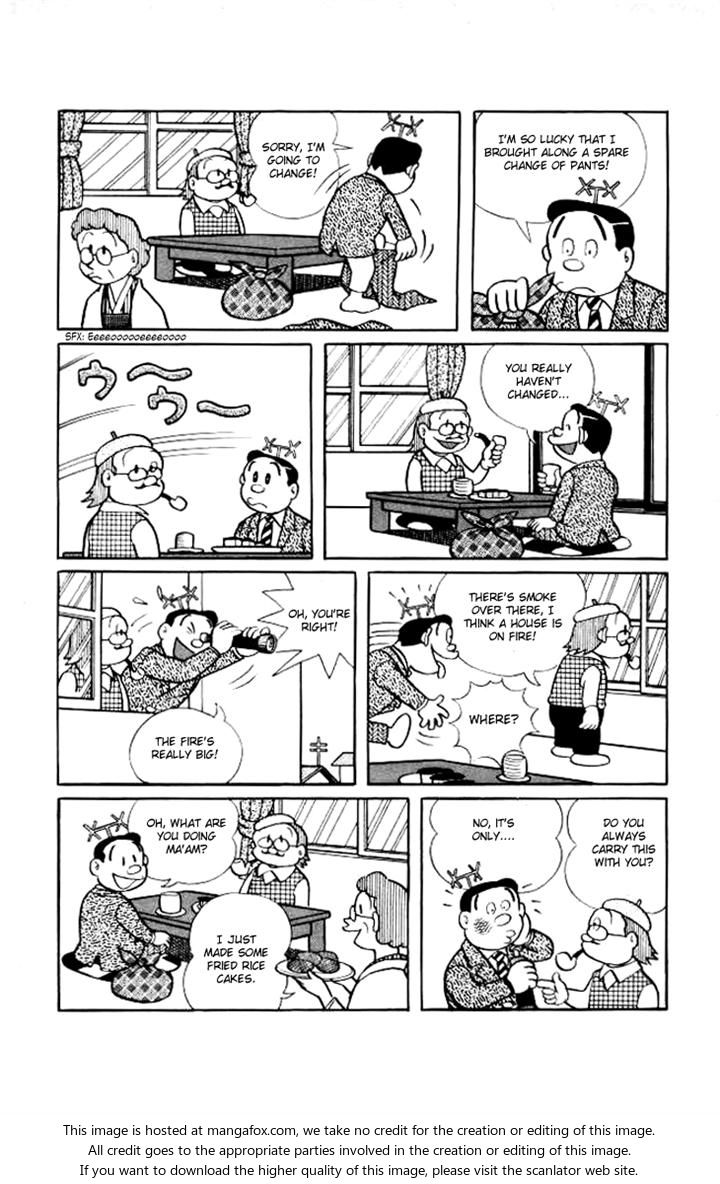 I'M SO LUCKY THAT I
BROUGHT ALONG A SPARE
CHANGE OF PANTS!
SORRY, I'M
GOING TO
CHANGE!
YOU REALLY
HAVEN'T
CHANGED...
SFX: Eeeeoooooeeeeoooo
ウ〜
ウ〜
THERE'S SMOKE
OVER THERE, I
THINK A HOUSE IS
ON FIRE!
WHERE?
OH, YOU'RE
RIGHT!
THE FIRE'S
REALLY BIG!
DO YOU
ALWAYS
CARRY THIS
WITH YOU?
NO, IT'S
ONLY....
OH, WHAT ARE
YOU DOING
MA'AM?
I JUST
MADE SOME
FRIED RICE
CAKES.
This image is hosted at mangafox.com, we take no credit for the creation or editing of this image.
All credit goes to the appropriate parties involved in the creation or editing of this image.
If you want to download the higher quality of this image, please visit the scanlator web site.